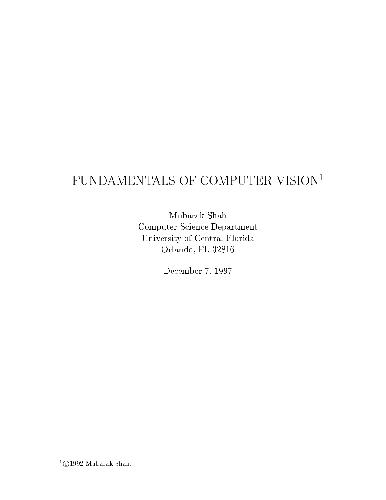 FUNDAMENTALS OF COMPUTER VISION¹
Mubarak Shah
Computer Science Department
University of Central Florida
Orlando, FL 32816
December 7, 1997
¹©1992 Mubarak Shah.